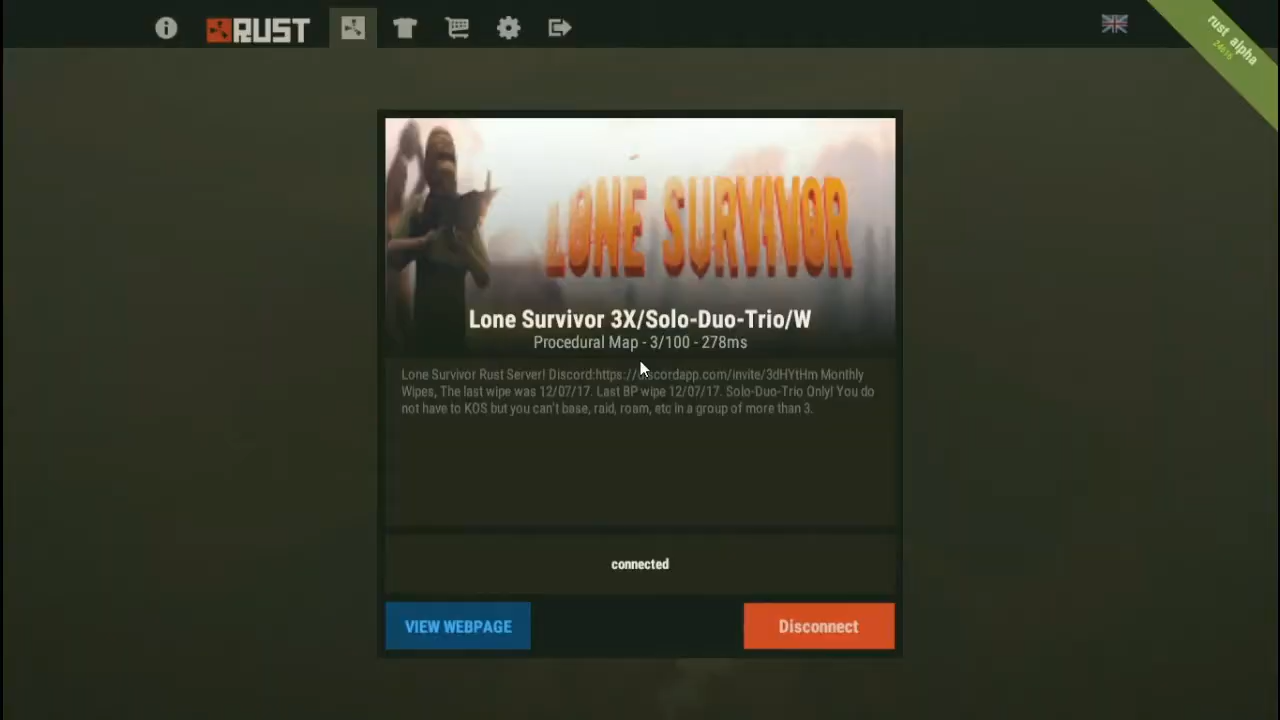 RUST
rust alpha
LONE SURVIVOR
Lone Survivor 3X/Solo-Duo-Trio/W
Procedural Map - 3/100 - 278ms
Lone Survivor Rust Server! Discord:https://discordapp.com/invite/3dHYtHm Monthly
Wipes, The last wipe was 12/07/17. Last BP wipe 12/07/17. Solo-Duo-Trio Only! You do
not have to KOS but you can't base, raid, roam, etc in a group of more than 3.
connected
VIEW WEBPAGE
Disconnect